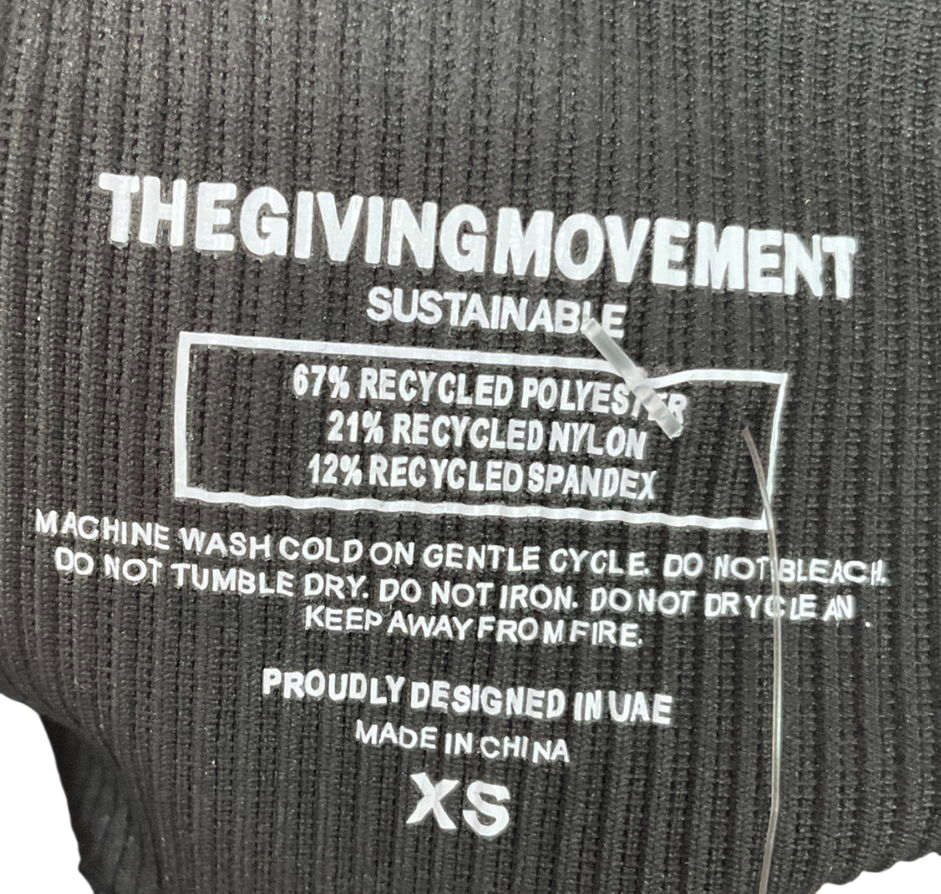 THEGIVINGMOVEMENT
SUSTAINABLE
67% RECYCLED POLYESTER
21% RECYCLED NYLON
12% RECYCLED SPANDEX
MACHINE WASH COLD ON GENTLE CYCLE. DO NOT BLEACH.
DO NOT TUMBLE DRY. DO NOT IRON. DO NOT DRYCLEAN.
KEEP AWAY FROM FIRE.
PROUDLY DESIGNED IN UAE
MADE IN CHINA
XS